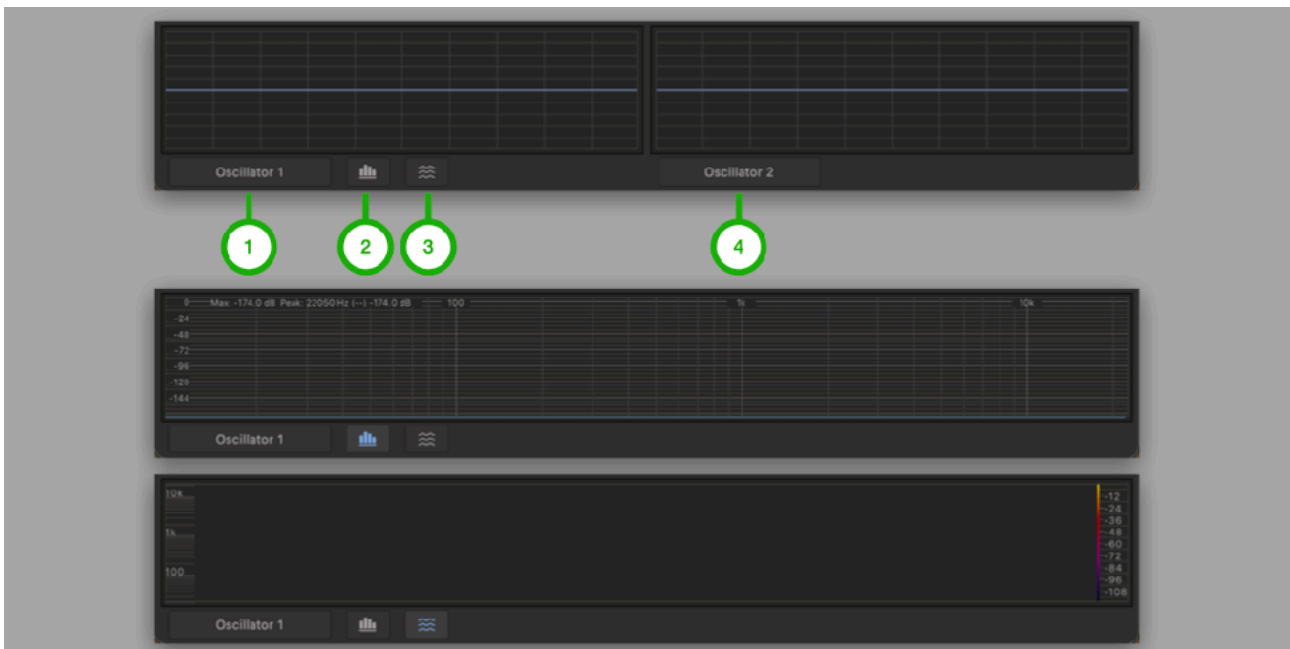 Oscillator 1
Oscillator 2
1
2
3
4
0 Max: -174.0 dB Peak: 22050Hz (--) -174.0 dB 100 1k 10k
-24
-48
-72
-96
-120
-144
Oscillator 1
10k
1k
100
-12
-24
-36
-48
-60
-72
-84
-96
-108
Oscillator 1